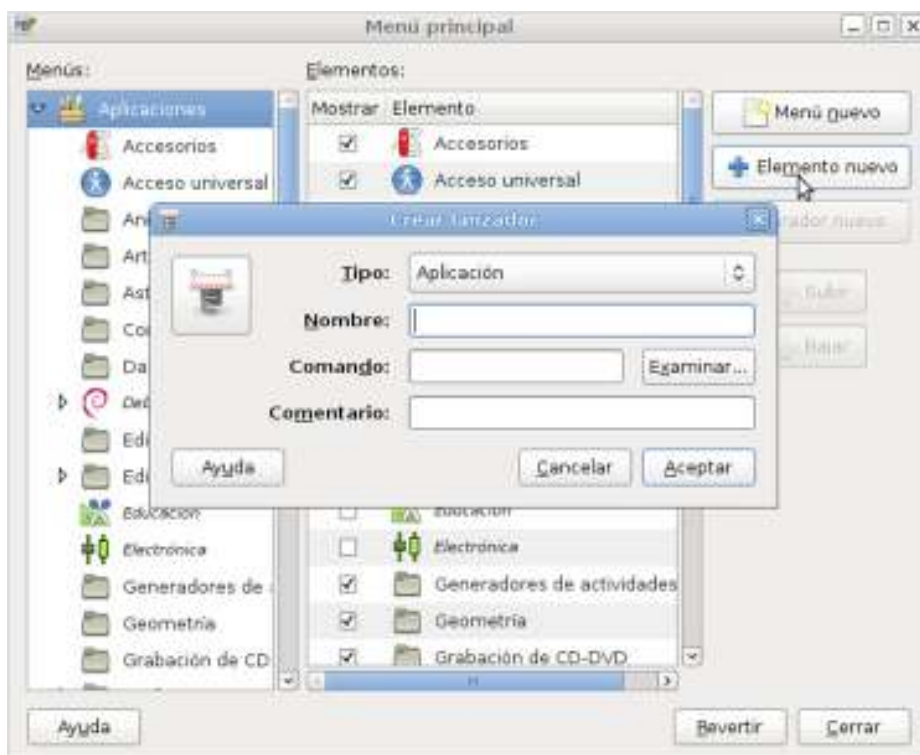 Menú principal
Menús:
Elementos:
Aplicaciones
Mostrar Elemento
Menú nuevo
Accesorios
Accesorios
Elemento nuevo
Acceso universal
Acceso universal
Crear lanzador
Tipo: Aplicación
Subir
Nombre:
Bajar
Comando:
Examinar...
Comentario:
Ayuda
Cancelar
Aceptar
Educación
Educación
Electrónica
Electrónica
Generadores de
Generadores de actividades
Geometría
Geometría
Grabación de CD
Grabación de CD-DVD
Ayuda
Revertir
Cerrar